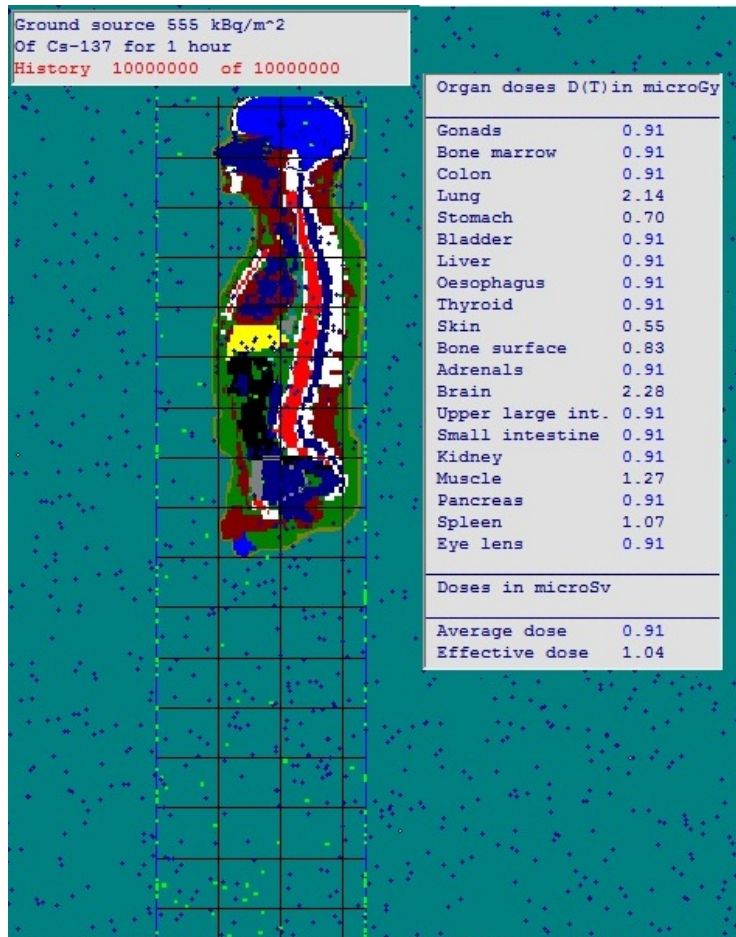 Ground source 555 kBq/m^2
Of Cs-137 for 1 hour
History 10000000 of 10000000
Organ doses D(T)in microGy
Gonads 0.91
Bone marrow 0.91
Colon 0.91
Lung 2.14
Stomach 0.70
Bladder 0.91
Liver 0.91
Oesophagus 0.91
Thyroid 0.91
Skin 0.55
Bone surface 0.83
Adrenals 0.91
Brain 2.28
Upper large int. 0.91
Small intestine 0.91
Kidney 0.91
Muscle 1.27
Pancreas 0.91
Spleen 1.07
Eye lens 0.91
Doses in microSv
Average dose 0.91
Effective dose 1.04